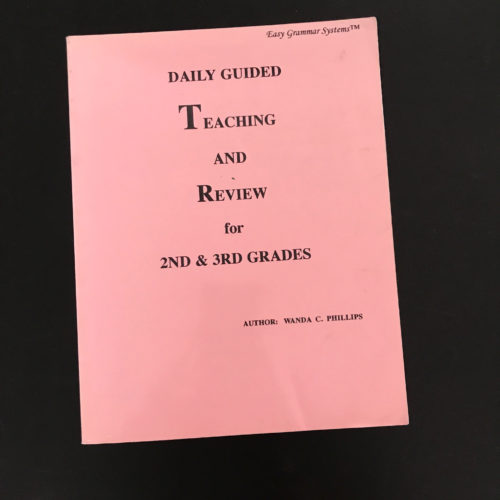 Easy Grammar Systems™
DAILY GUIDED
TEACHING
AND
REVIEW
for
2ND & 3RD GRADES
AUTHOR: WANDA C. PHILLIPS